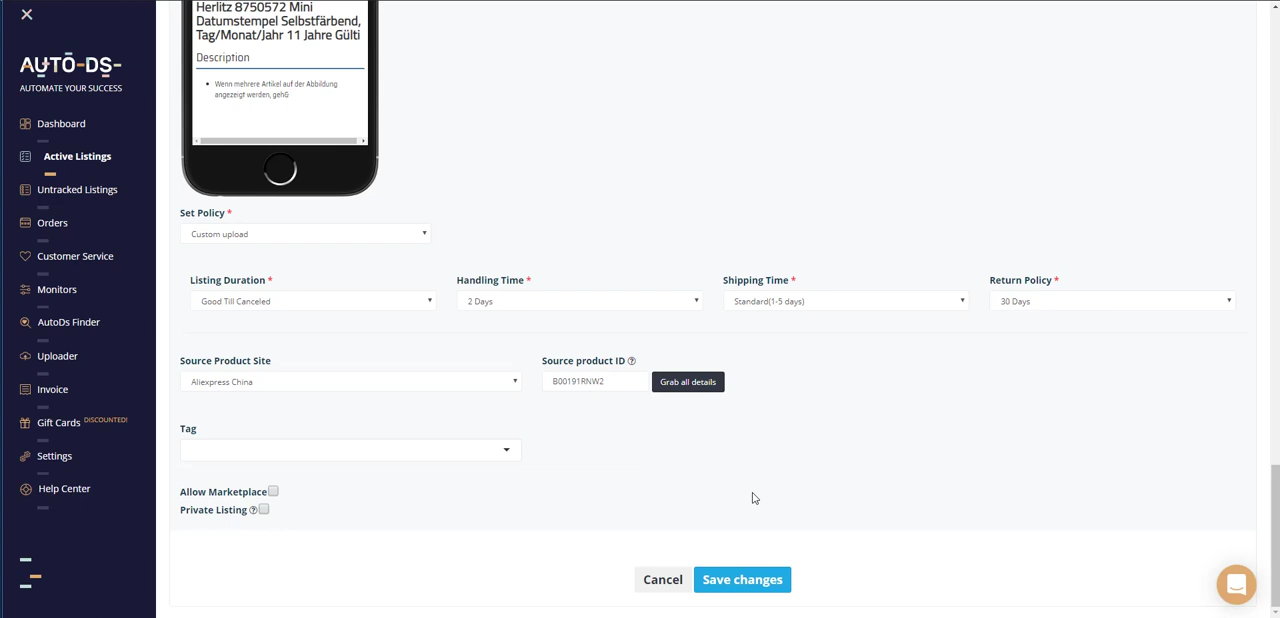 AUTO-DS-
AUTOMATE YOUR SUCCESS
Dashboard
Active Listings
Untracked Listings
Orders
Customer Service
Monitors
AutoDs Finder
Uploader
Invoice
Gift Cards DISCOUNTED!
Settings
Help Center
Herlitz 8750572 Mini
Datumstempel Selbstfärbend,
Tag/Monat/Jahr 11 Jahre Gülti
Description
Wenn mehrere Artikel auf der Abbildung
angezeigt werden, geh&
Set Policy *
Custom upload
Listing Duration * Handling Time * Shipping Time * Return Policy *
Good Till Canceled 2 Days Standard(1-5 days) 30 Days
Source Product Site Source product ID
Aliexpress China B00191RNW2 Grab all details
Tag
Allow Marketplace
Private Listing
Cancel Save changes